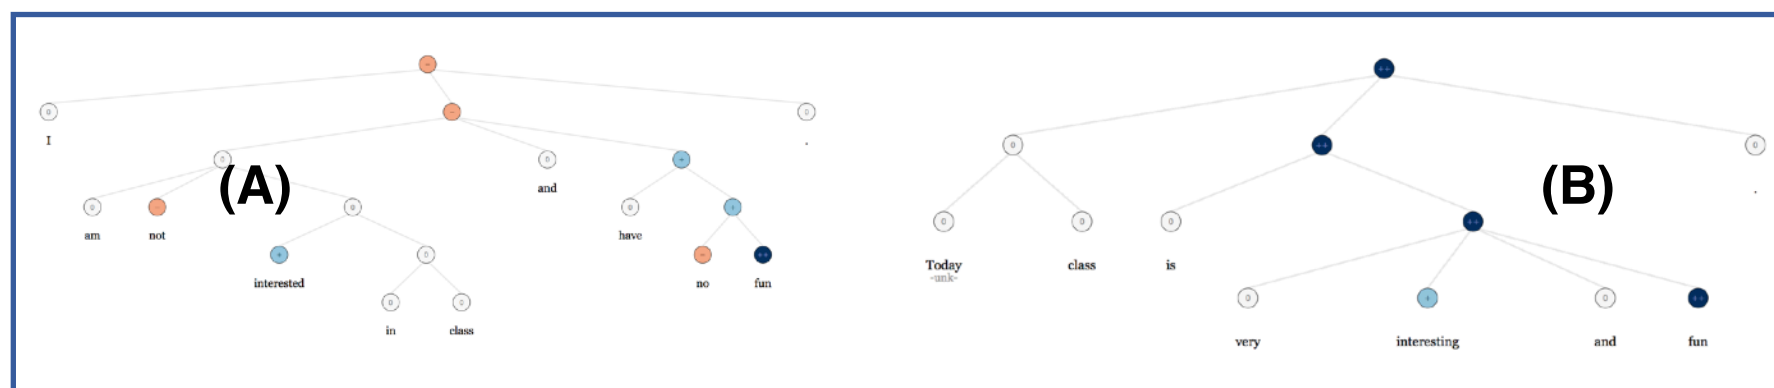 I
.
(A)
and
am
not
have
interested
no
fun
in
class
(B)
.
Today
-unk-
class
is
very
interesting
and
fun